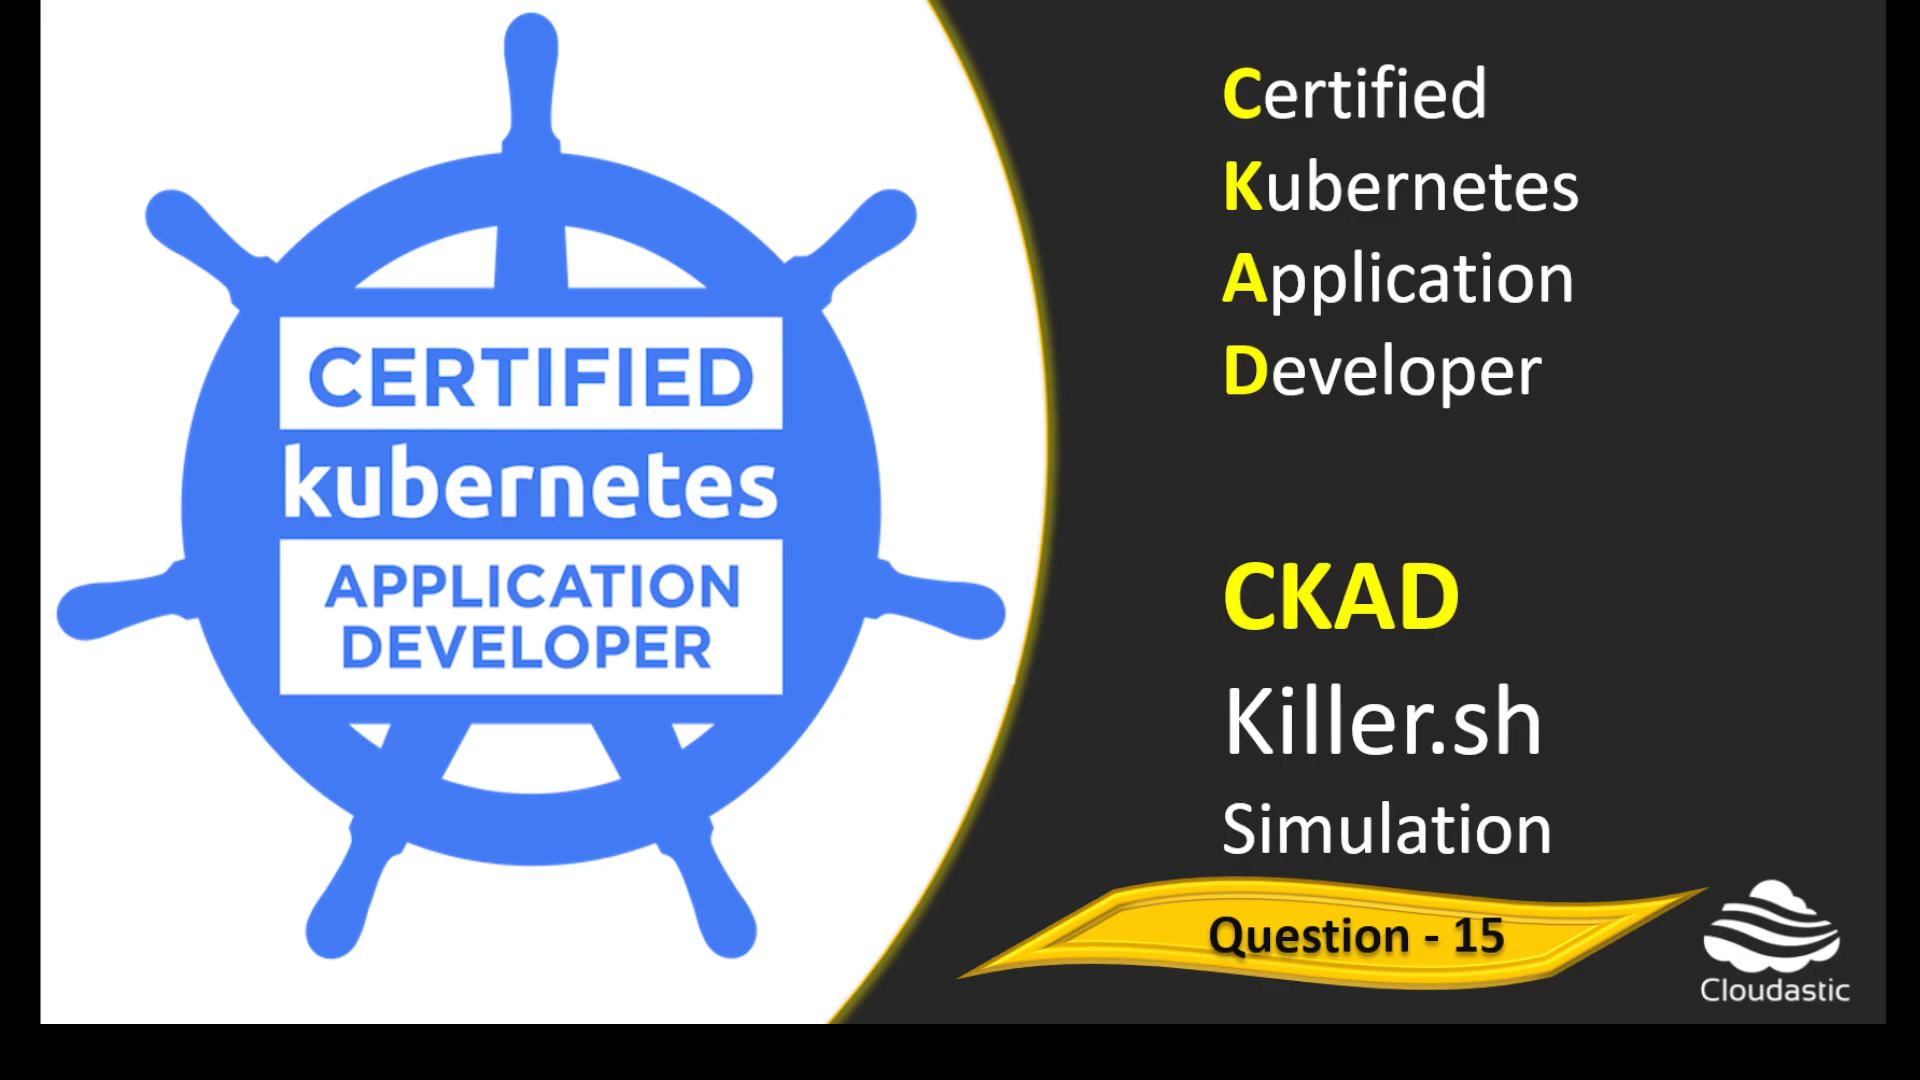 CERTIFIED
kubernetes
APPLICATION
DEVELOPER
Certified
Kubernetes
Application
Developer
CKAD
Killer.sh
Simulation
Question - 15
Cloudastic